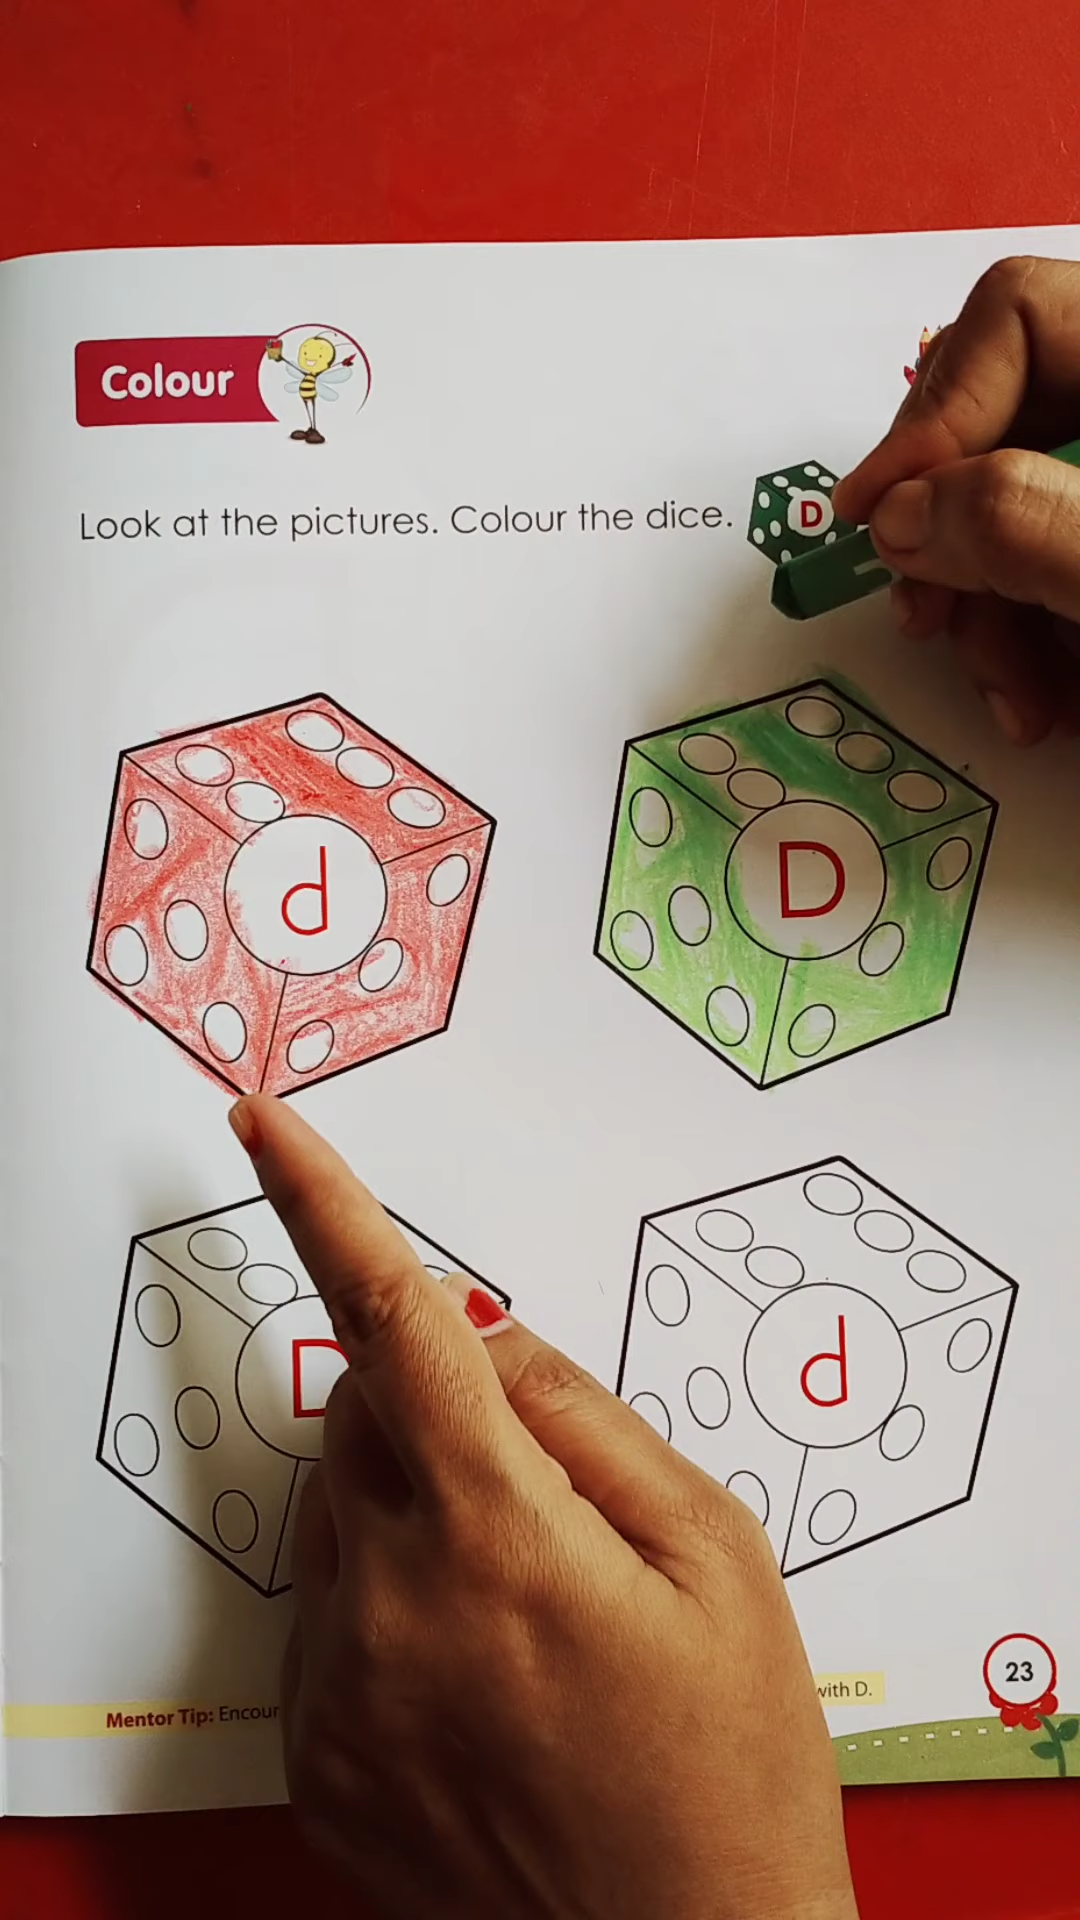 Colour
Look at the pictures. Colour the dice.
D
d
D
D
d
Mentor Tip: Encour
with D.
23